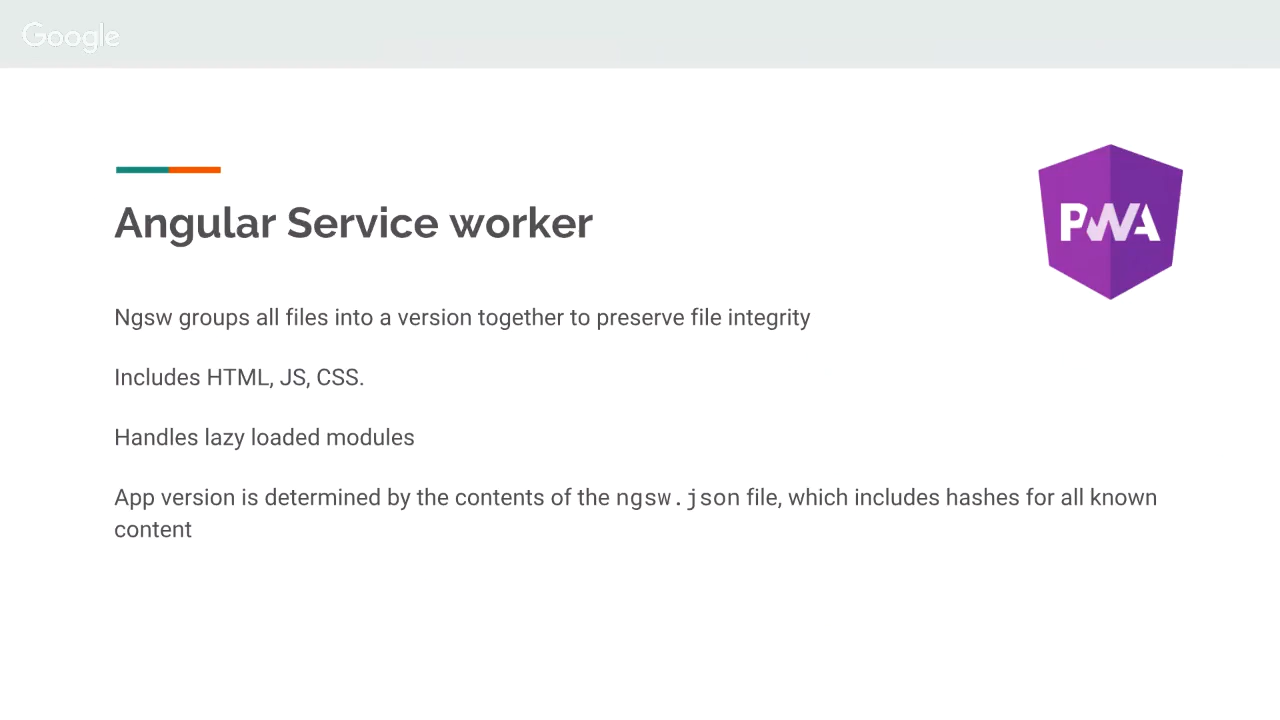 Google
Angular Service worker
PWA
Ngsw groups all files into a version together to preserve file integrity
Includes HTML, JS, CSS.
Handles lazy loaded modules
App version is determined by the contents of the ngsw.json file, which includes hashes for all known
content